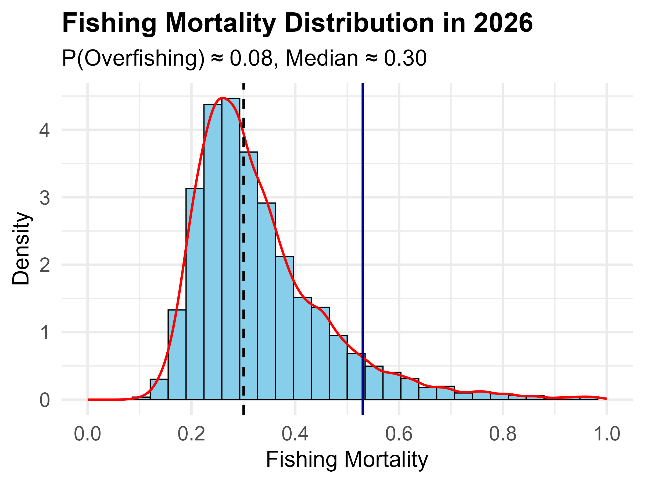 Fishing Mortality Distribution in 2026
P(Overfishing) ≈ 0.08, Median ≈ 0.30
Density
4
3
2
1
0
0.0 0.2 0.4 0.6 0.8 1.0
Fishing Mortality